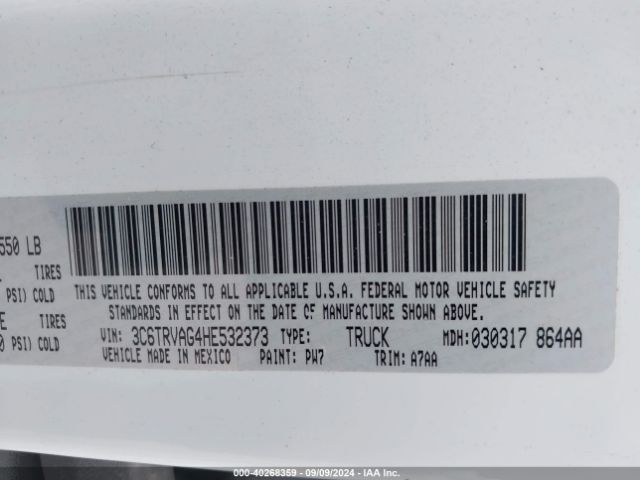 550 LB
TIRES
PSI) COLD
TIRES
PSI) COLD
THIS VEHICLE CONFORMS TO ALL APPLICABLE U.S.A. FEDERAL MOTOR VEHICLE SAFETY
STANDARDS IN EFFECT ON THE DATE OF MANUFACTURE SHOWN ABOVE.
VIN: 3C6TRVAG4HE532373 TYPE: TRUCK MDH: 030317 864AA
VEHICLE MADE IN MEXICO PAINT: PW7 TRIM: A7AA
000-40268359 - 09/09/2024 - IAA Inc.